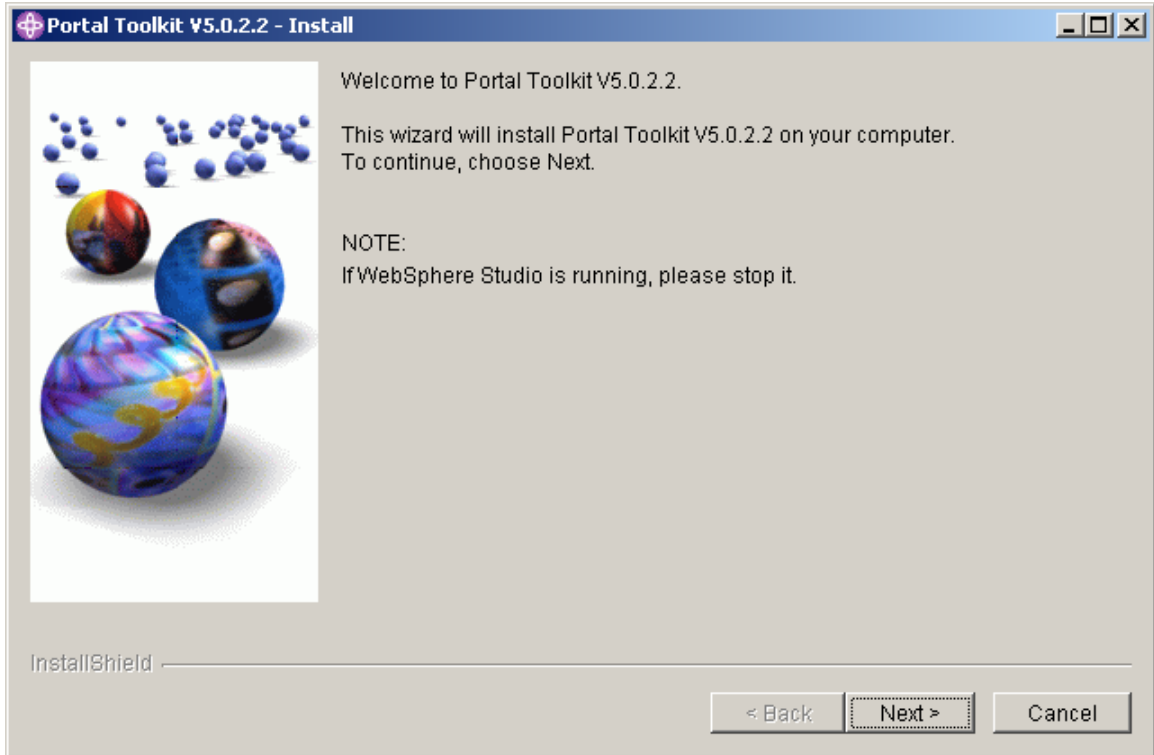 Portal Toolkit V5.0.2.2 - Install
Welcome to Portal Toolkit V5.0.2.2.
This wizard will install Portal Toolkit V5.0.2.2 on your computer.
To continue, choose Next.
NOTE:
If WebSphere Studio is running, please stop it.
InstallShield
< Back
Next >
Cancel